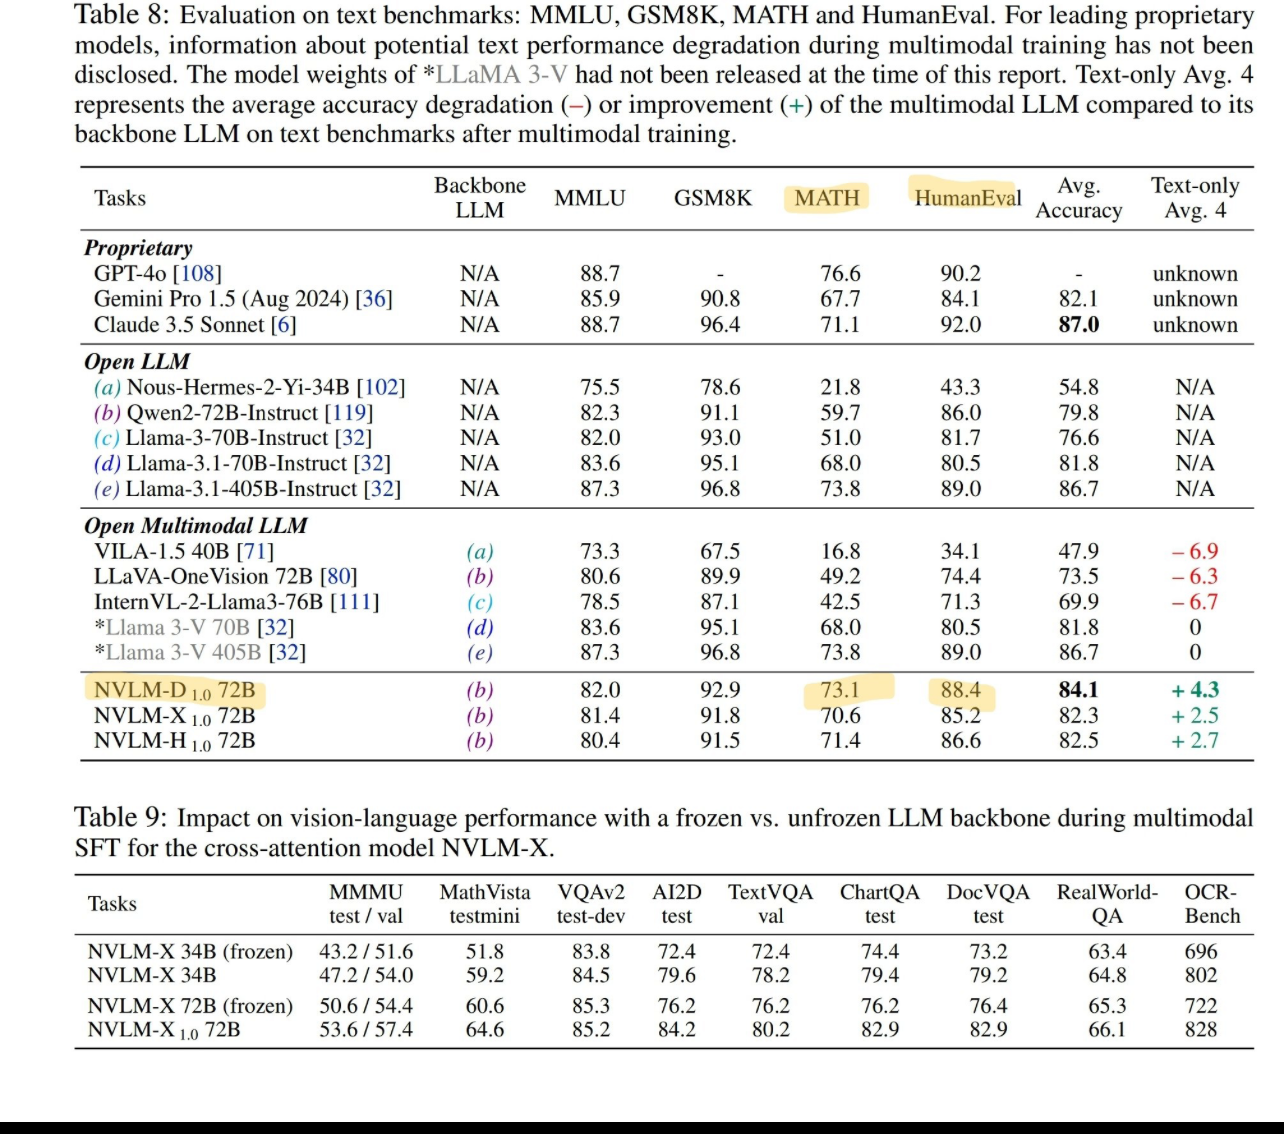 Table 8: Evaluation on text benchmarks: MMLU, GSM8K, MATH and HumanEval. For leading proprietary
models, information about potential text performance degradation during multimodal training has not been
disclosed. The model weights of *LLaMA 3-V had not been released at the time of this report. Text-only Avg. 4
represents the average accuracy degradation (−) or improvement (+) of the multimodal LLM compared to its
backbone LLM on text benchmarks after multimodal training.
Tasks Backbone LLM MMLU GSM8K MATH HumanEval Avg. Accuracy Text-only Avg. 4
Proprietary
GPT-4o [108] N/A 88.7 - 76.6 90.2 - unknown
Gemini Pro 1.5 (Aug 2024) [36] N/A 85.9 90.8 67.7 84.1 82.1 unknown
Claude 3.5 Sonnet [6] N/A 88.7 96.4 71.1 92.0 87.0 unknown
Open LLM
(a) Nous-Hermes-2-Yi-34B [102] N/A 75.5 78.6 21.8 43.3 54.8 N/A
(b) Qwen2-72B-Instruct [119] N/A 82.3 91.1 59.7 86.0 79.8 N/A
(c) Llama-3-70B-Instruct [32] N/A 82.0 93.0 51.0 81.7 76.6 N/A
(d) Llama-3.1-70B-Instruct [32] N/A 83.6 95.1 68.0 80.5 81.8 N/A
(e) Llama-3.1-405B-Instruct [32] N/A 87.3 96.8 73.8 89.0 86.7 N/A
Open Multimodal LLM
VILA-1.5 40B [71] (a) 73.3 67.5 16.8 34.1 47.9 − 6.9
LLaVA-OneVision 72B [80] (b) 80.6 89.9 49.2 74.4 73.5 − 6.3
InternVL-2-Llama3-76B [111] (c) 78.5 87.1 42.5 71.3 69.9 − 6.7
*Llama 3-V 70B [32] (d) 83.6 95.1 68.0 80.5 81.8 0
*Llama 3-V 405B [32] (e) 87.3 96.8 73.8 89.0 86.7 0
NVLM-D 1.0 72B (b) 82.0 92.9 73.1 88.4 84.1 + 4.3
NVLM-X 1.0 72B (b) 81.4 91.8 70.6 85.2 82.3 + 2.5
NVLM-H 1.0 72B (b) 80.4 91.5 71.4 86.6 82.5 + 2.7
Table 9: Impact on vision-language performance with a frozen vs. unfrozen LLM backbone during multimodal
SFT for the cross-attention model NVLM-X.
Tasks MMMU test / val MathVista testmini VQAv2 test-dev AI2D test TextVQA val ChartQA test DocVQA test RealWorld-QA OCR-Bench
NVLM-X 34B (frozen) 43.2 / 51.6 51.8 83.8 72.4 72.4 74.4 73.2 63.4 696
NVLM-X 34B 47.2 / 54.0 59.2 84.5 79.6 78.2 79.4 79.2 64.8 802
NVLM-X 72B (frozen) 50.6 / 54.4 60.6 85.3 76.2 76.2 76.2 76.4 65.3 722
NVLM-X 1.0 72B 53.6 / 57.4 64.6 85.2 84.2 80.2 82.9 82.9 66.1 828